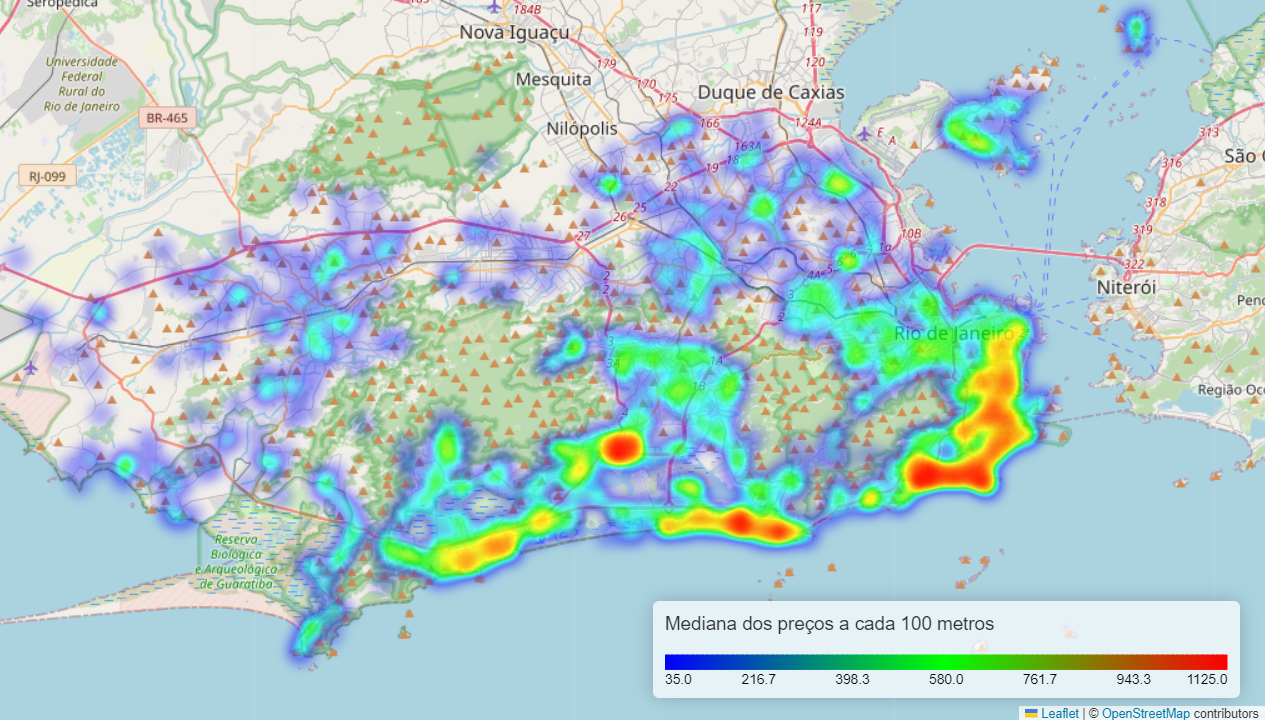 Seropédica
184B
117
Nova Iguaçu
119
Universidade
Federal
Rural do
Rio de Janeiro
179
120
Mesquita
170
175
Duque de Caxias
BR-465
166
124A
Nilópolis
E
A
313
163A
São
316
RJ-099
19
22
318
25
26
319
27
10B
1a
322
2
4A
5
Niterói
2
3
2
Rio de Janeiro
3
3A
1A
1B
Região Oc
4
Reserva
Biológica
e Arqueológica
de Guaratiba
Mediana dos preços a cada 100 metros
35.0 216.7 398.3 580.0 761.7 943.3 1125.0
Leaflet | © OpenStreetMap contributors